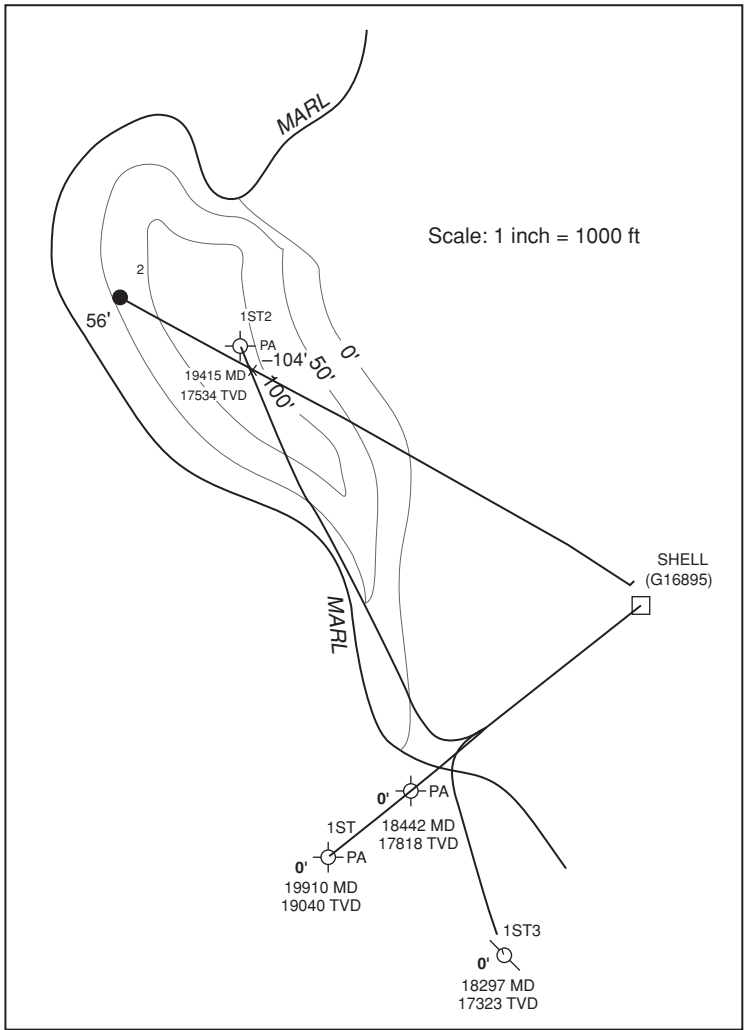 MARL
Scale: 1 inch = 1000 ft
2
56'
1ST2
PA
–104'
19415 MD
17534 TVD
100'
50'
0'
SHELL
(G16895)
MARL
0'
PA
18442 MD
17818 TVD
1ST
0'
PA
19910 MD
19040 TVD
1ST3
0'
18297 MD
17323 TVD